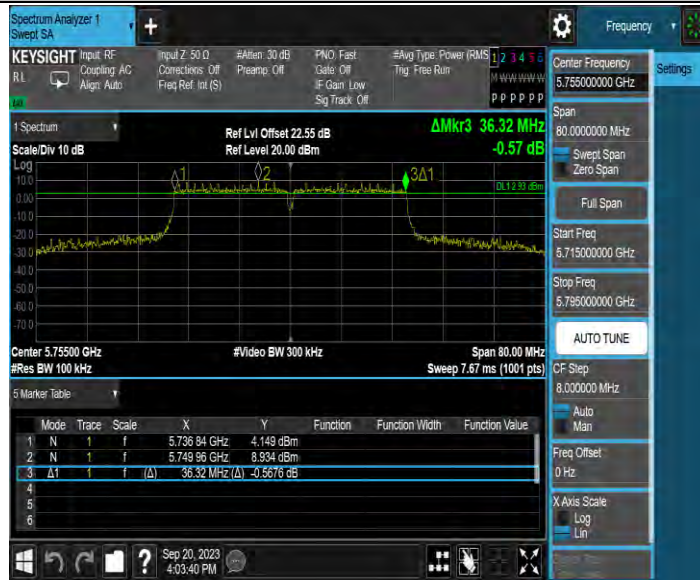 Spectrum Analyzer 1
Swept SA
+
Frequency
KEYSIGHT Input: RF Input Z: 50 Ω #Atten: 30 dB PNO: Fast #Avg Type: Power (RMS 1 2 3 4 5 6
RL Coupling: AC Corrections: Off Preamp: Off Gate: Off Trig: Free Run M W W W W W
Align: Auto Freq Ref: Int (S) IF Gain: Low
Sig Track: Off P P P P P P
1 Spectrum Ref Lvl Offset 22.55 dB ΔMkr3 36.32 MHz
Scale/Div 10 dB Ref Level 20.00 dBm -0.57 dB
Log
10.0
0.00
-10.0
-20.0
-30.0
-40.0
-50.0
-60.0
-70.0
1
2
3Δ1
DL1 2.93 dBm
Center 5.75500 GHz #Video BW 300 kHz Span 80.00 MHz
#Res BW 100 kHz Sweep 7.67 ms (1001 pts)
5 Marker Table
Mode Trace Scale X Y Function Function Width Function Value
1 N 1 f 5.736 84 GHz 4.149 dBm
2 N 1 f 5.749 96 GHz 8.934 dBm
3 Δ1 1 f (Δ) 36.32 MHz (Δ) -0.5676 dB
4
5
6
? Sep 20, 2023
4:03:40 PM
Center Frequency
5.755000000 GHz
Settings
Span
80.0000000 MHz
Swept Span
Zero Span
Full Span
Start Freq
5.715000000 GHz
Stop Freq
5.795000000 GHz
AUTO TUNE
CF Step
8.000000 MHz
Auto
Man
Freq Offset
0 Hz
X Axis Scale
Log
Lin